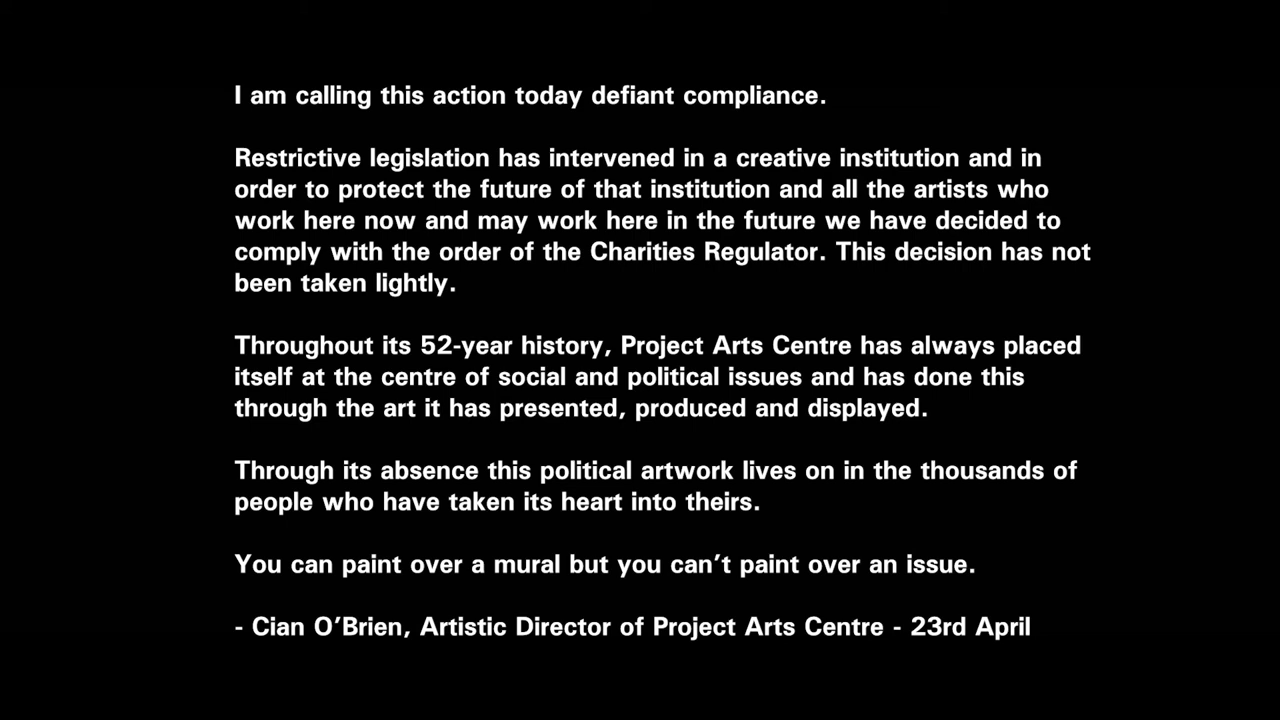 I am calling this action today defiant compliance.
Restrictive legislation has intervened in a creative institution and in
order to protect the future of that institution and all the artists who
work here now and may work here in the future we have decided to
comply with the order of the Charities Regulator. This decision has not
been taken lightly.
Throughout its 52-year history, Project Arts Centre has always placed
itself at the centre of social and political issues and has done this
through the art it has presented, produced and displayed.
Through its absence this political artwork lives on in the thousands of
people who have taken its heart into theirs.
You can paint over a mural but you can’t paint over an issue.
- Cian O’Brien, Artistic Director of Project Arts Centre - 23rd April